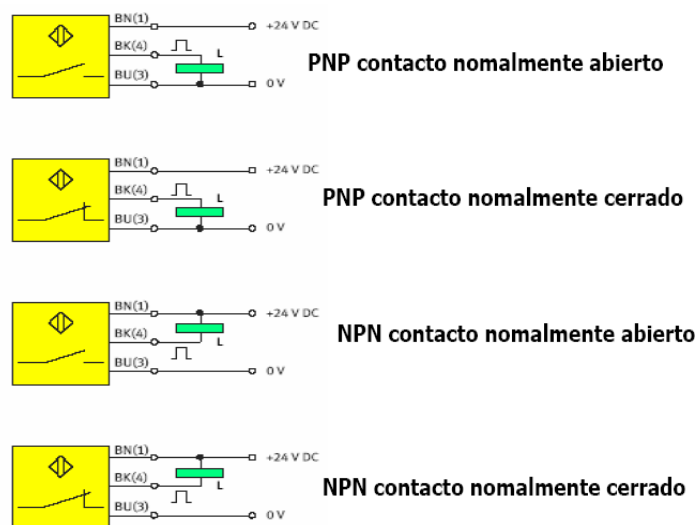 BN(1) +24 V DC
BK(4) L
PNP contacto nomalmente abierto
BU(3) 0 V
BN(1) +24 V DC
BK(4) L
PNP contacto nomalmente cerrado
BU(3) 0 V
BN(1) +24 V DC
NPN contacto nomalmente abierto
BK(4) L
BU(3) 0 V
BN(1) +24 V DC
BK(4) L
NPN contacto nomalmente cerrado
BU(3) 0 V